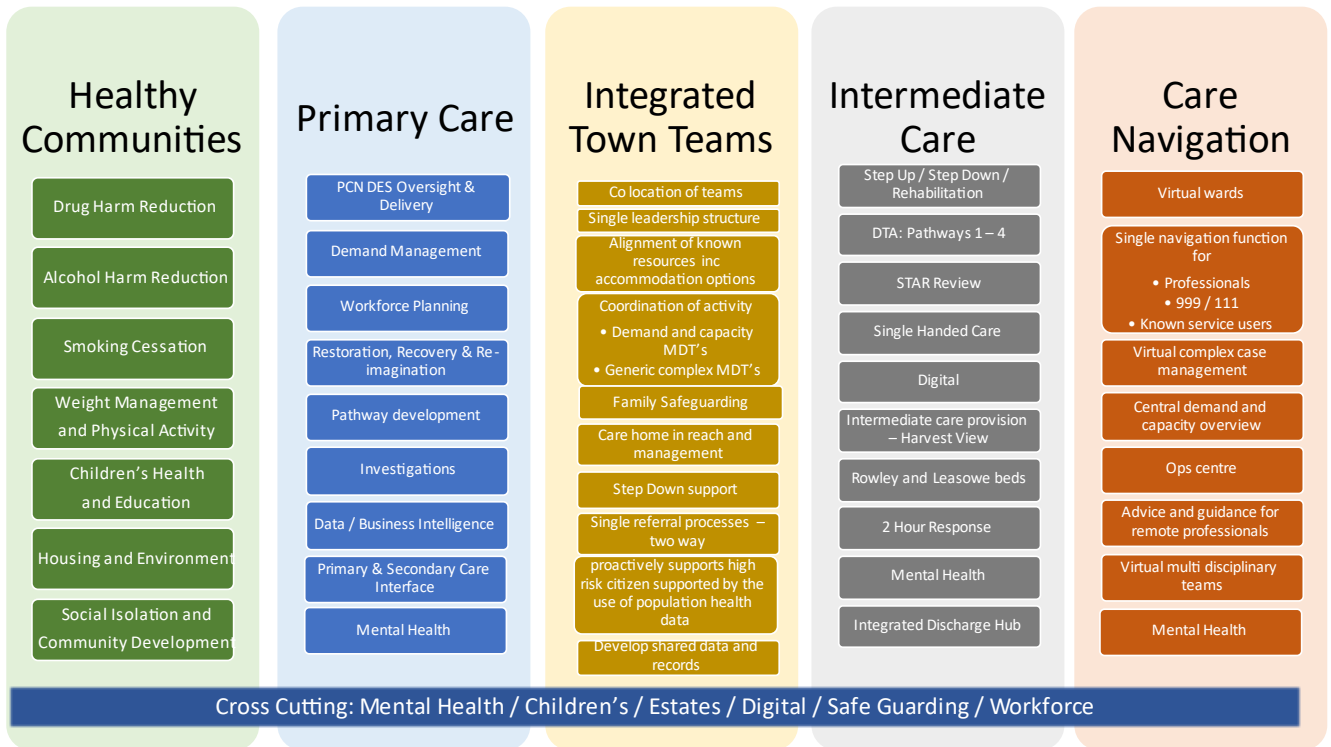 Healthy
Communities
Drug Harm Reduction
Alcohol Harm Reduction
Smoking Cessation
Weight Management
and Physical Activity
Children's Health
and Education
Housing and Environment
Social Isolation and
Community Development
Primary Care
PCN DES Oversight &
Delivery
Demand Management
Workforce Planning
Restoration, Recovery & Re-
imagination
Pathway development
Investigations
Data / Business Intelligence
Primary & Secondary Care
Interface
Mental Health
Integrated
Town Teams
Co location of teams
Single leadership structure
Alignment of known
resources inc
accommodation options
Coordination of activity
• Demand and capacity
MDT's
• Generic complex MDT's
Family Safeguarding
Care home in reach and
management
Step Down support
Single referral processes –
two way
proactively supports high
risk citizen supported by the
use of population health
data
Develop shared data and
records
Intermediate
Care
Step Up / Step Down /
Rehabilitation
DTA: Pathways 1 – 4
STAR Review
Single Handed Care
Digital
Intermediate care provision
– Harvest View
Rowley and Leasowe beds
2 Hour Response
Mental Health
Integrated Discharge Hub
Care
Navigation
Virtual wards
Single navigation function
for
• Professionals
• 999 / 111
• Known service users
Virtual complex case
management
Central demand and
capacity overview
Ops centre
Advice and guidance for
remote professionals
Virtual multi disciplinary
teams
Mental Health
Cross Cutting: Mental Health / Children's / Estates / Digital / Safe Guarding / Workforce